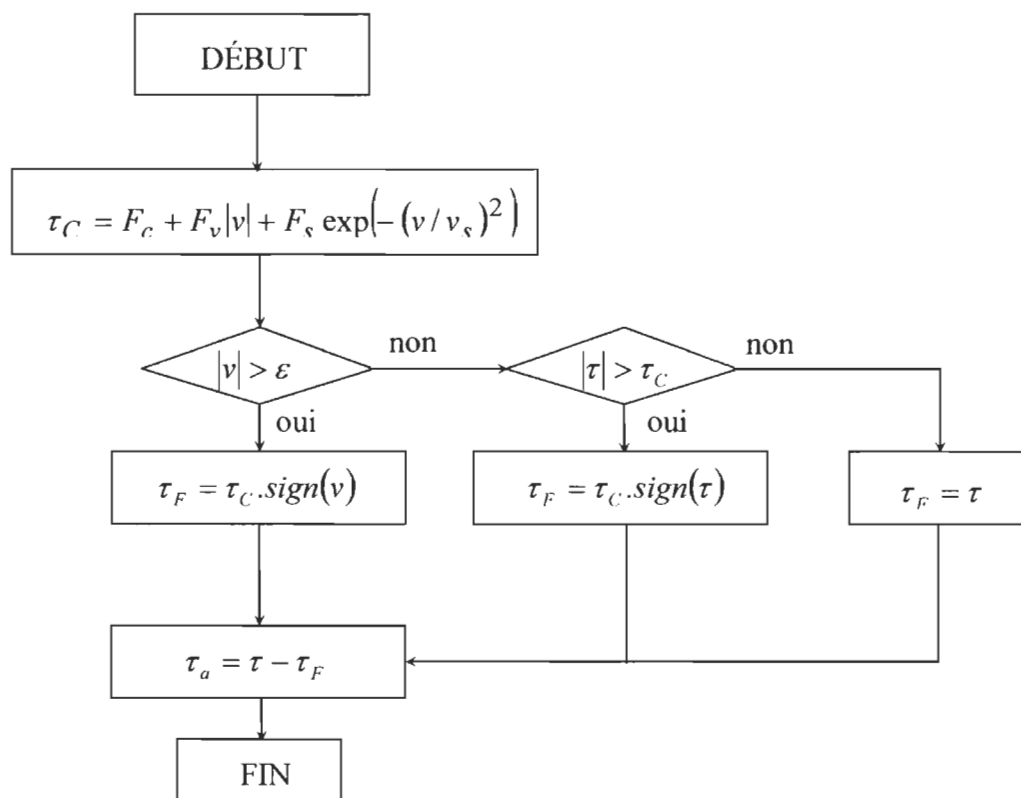 DÉBUT
τ_C = F_c + F_v|v| + F_s exp(−(v/v_s)^2)
|v| > ε
non
|τ| > τ_C
non
oui
oui
τ_F = τ_C.sign(v)
τ_F = τ_C.sign(τ)
τ_F = τ
τ_a = τ − τ_F
FIN